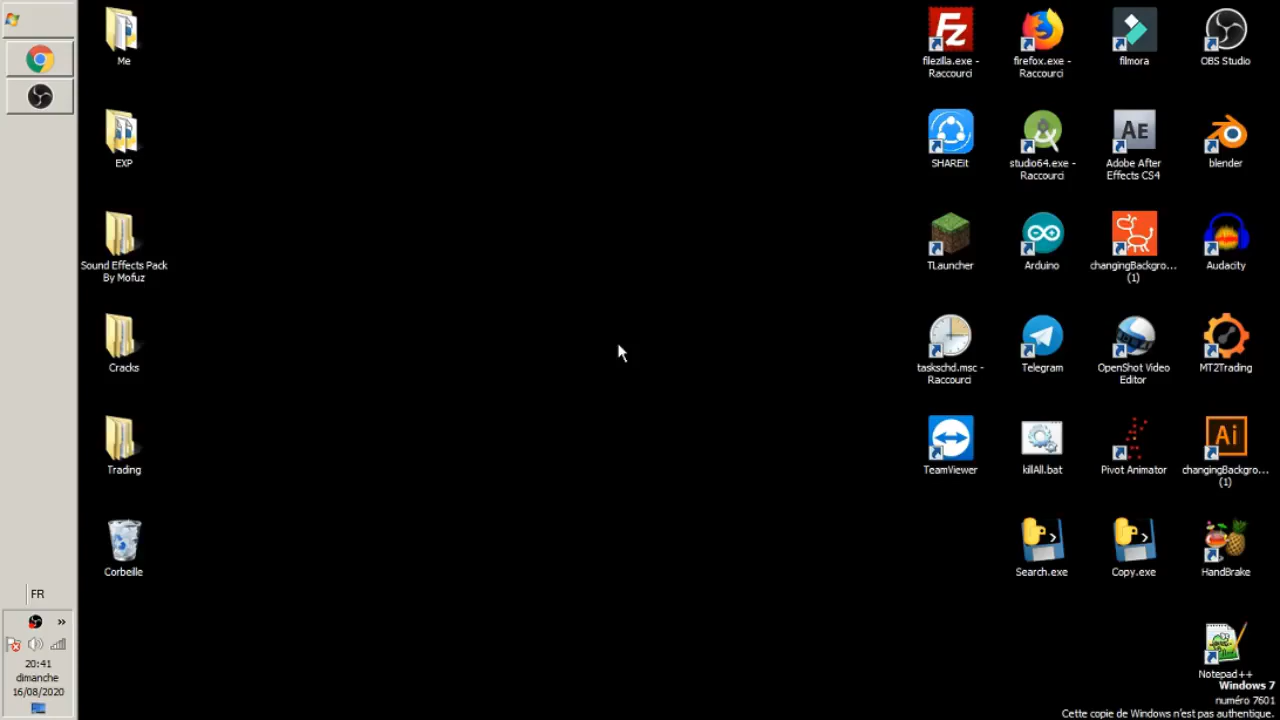 Me
EXP
Sound Effects Pack
By Mofuz
Cracks
Trading
Corbeille
filezilla.exe -
Raccourci
firefox.exe -
Raccourci
filmora
OBS Studio
SHAREit
studio64.exe -
Raccourci
AE
Adobe After
Effects CS4
blender
TLauncher
Arduino
changingBackgro...
(1)
Audacity
taskschd.msc -
Raccourci
Telegram
OpenShot Video
Editor
MT2Trading
TeamViewer
killAll.bat
Pivot Animator
Ai
changingBackgro...
(1)
Search.exe
Copy.exe
HandBrake
Notepad++
FR
20:41
dimanche
16/08/2020
Windows 7
numéro 7601
Cette copie de Windows n'est pas authentique.